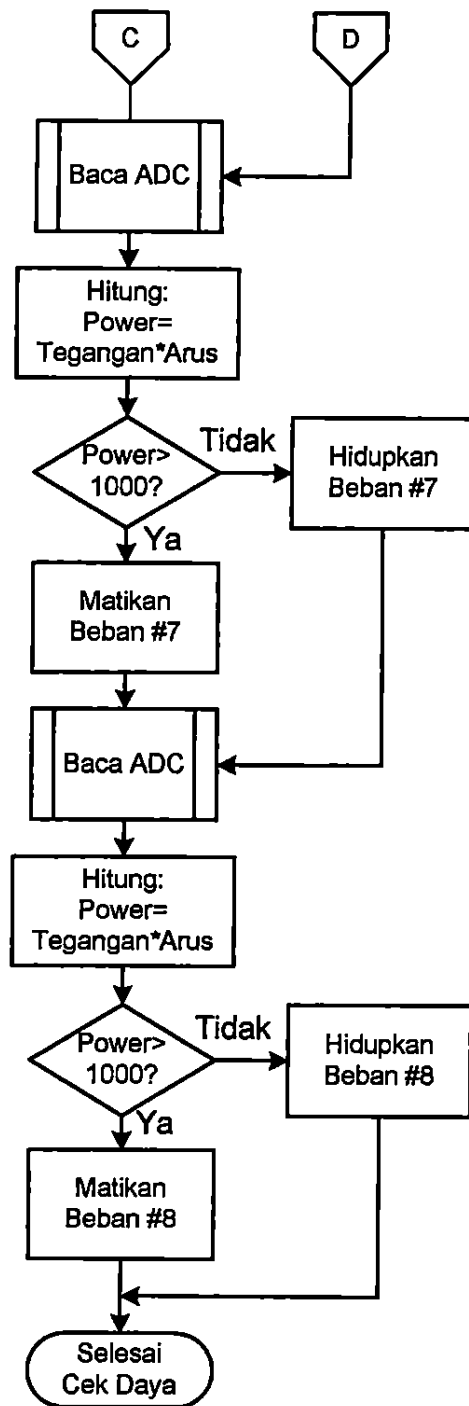 C
D
Baca ADC
Hitung:
Power=
Tegangan*Arus
Power>
1000?
Tidak
Hidupkan
Beban #7
Ya
Matikan
Beban #7
Baca ADC
Hitung:
Power=
Tegangan*Arus
Power>
1000?
Tidak
Hidupkan
Beban #8
Ya
Matikan
Beban #8
Selesai
Cek Daya